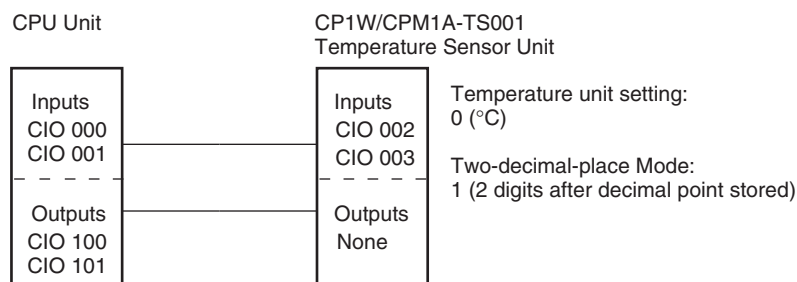 CPU Unit
CP1W/CPM1A-TS001
Temperature Sensor Unit
Inputs
CIO 000
CIO 001
Outputs
CIO 100
CIO 101
Inputs
CIO 002
CIO 003
Outputs
None
Temperature unit setting:
0 (°C)
Two-decimal-place Mode:
1 (2 digits after decimal point stored)